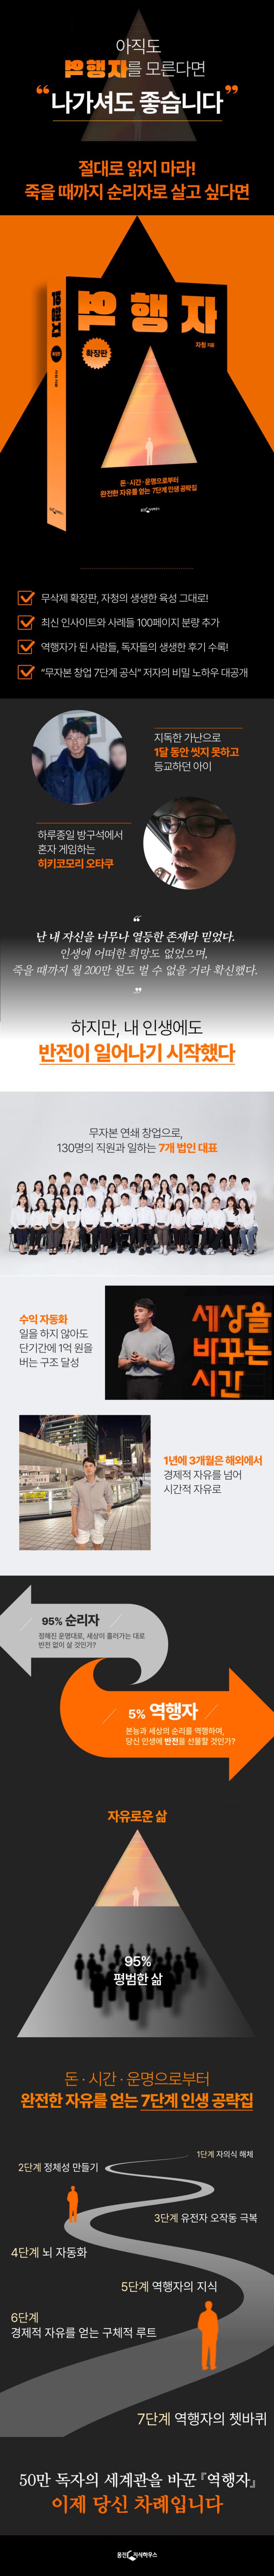 아직도
역행자를 모른다면
“나가셔도 좋습니다”
절대로 읽지 마라!
죽을 때까지 순리자로 살고 싶다면
역행자
확장판
자청 지음
역행자
확장판
자청 지음
돈·시간·운명으로부터
완전한 자유를 얻는 7단계 인생 공략집
무삭제 확장판, 자청의 생생한 육성 그대로!
최신 인사이트와 사례들 100페이지 분량 추가
역행자가 된 사람들, 독자들의 생생한 후기 수록!
“무자본 창업 7단계 공식” 저자의 비밀 노하우 대공개
지독한 가난으로
1달 동안 씻지 못하고
등교하던 아이
하루종일 방구석에서
혼자 게임하는
히키코모리 오타쿠
“
난 내 자신을 너무나 열등한 존재라 믿었다.
인생에 어떠한 희망도 없었으며,
죽을 때까지 월 200만 원도 벌 수 없을 거라 확신했다.
”
하지만, 내 인생에도
반전이 일어나기 시작했다
무자본 연쇄 창업으로,
130명의 직원과 일하는 7개 법인 대표
수익 자동화
일을 하지 않아도
단기간에 1억 원을
버는 구조 달성
세상을
바꾸는
시간
1년에 3개월은 해외에서
경제적 자유를 넘어
시간적 자유로
95% 순리자
정해진 운명대로, 세상이 흘러가는 대로
반전 없이 살 것인가?
5% 역행자
본능과 세상의 순리를 역행하여,
당신 인생에 반전을 선물할 것인가?
자유로운 삶
95%
평범한 삶
돈·시간·운명으로부터
완전한 자유를 얻는 7단계 인생 공략집
1단계 자의식 해체
2단계 정체성 만들기
3단계 유전자 오작동 극복
4단계 뇌 자동화
5단계 역행자의 지식
6단계
경제적 자유를 얻는 구체적 루트
7단계 역행자의 쳇바퀴
50만 독자의 세계관을 바꾼 『역행자』
이제 당신 차례입니다
웅진지식하우스